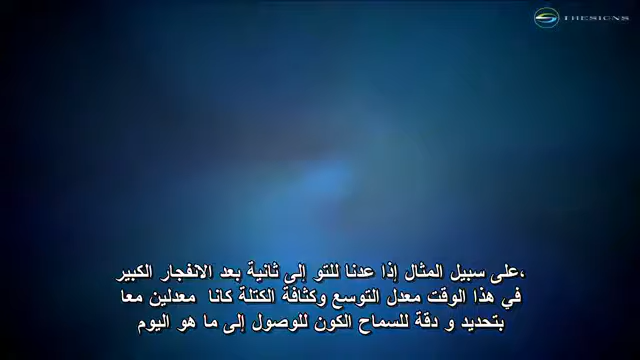 THESIGNS
على سبيل المثال إذا عدنا للتو إلى ثانية بعد الانفجار الكبير،
في هذا الوقت معدل التوسع وكثافة الكتلة كانا معدلين معا
بتحديد و دقة للسماح الكون للوصول إلى ما هو اليوم